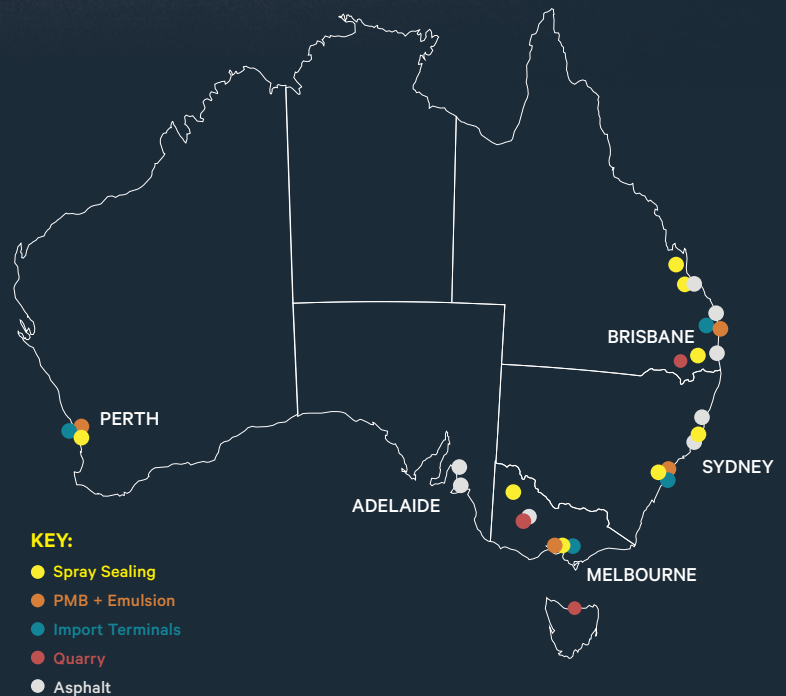 BRISBANE
PERTH
SYDNEY
ADELAIDE
MELBOURNE
KEY:
Spray Sealing
PMB + Emulsion
Import Terminals
Quarry
Asphalt